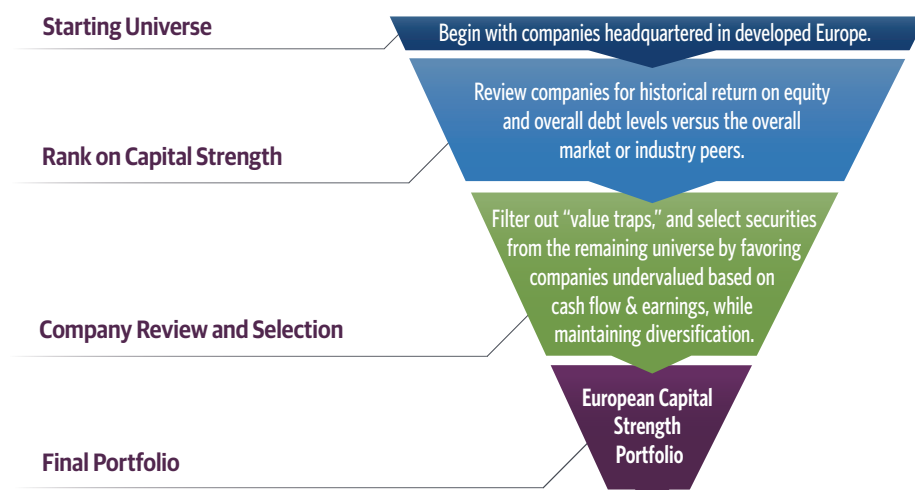 Starting Universe
Begin with companies headquartered in developed Europe.
Rank on Capital Strength
Review companies for historical return on equity
and overall debt levels versus the overall
market or industry peers.
Company Review and Selection
Filter out “value traps,” and select securities
from the remaining universe by favoring
companies undervalued based on
cash flow & earnings, while
maintaining diversification.
Final Portfolio
European Capital
Strength
Portfolio